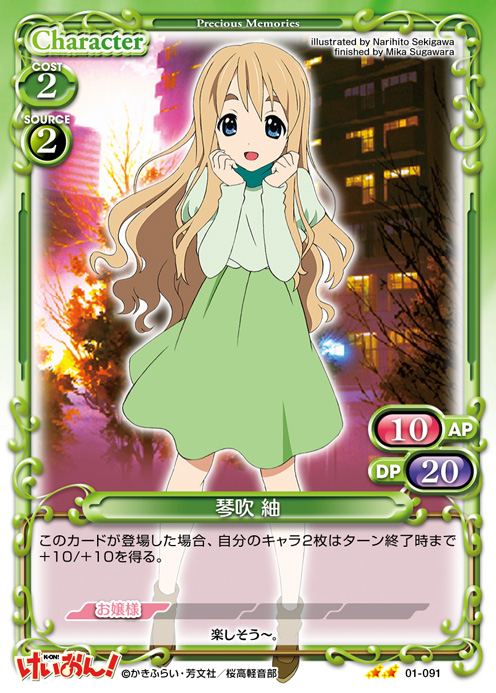 Precious Memories
Character
illustrated by Narihito Sekigawa
finished by Mika Sugawara
COST
2
SOURCE
2
10 AP
DP 20
琴吹 紬
このカードが登場した場合、自分のキャラ2枚はターン終了時まで
+10/+10を得る。
お嬢様
楽しそう〜。
K-ON!
けいおん!
©かきふらい・芳文社/桜高軽音部
01-091